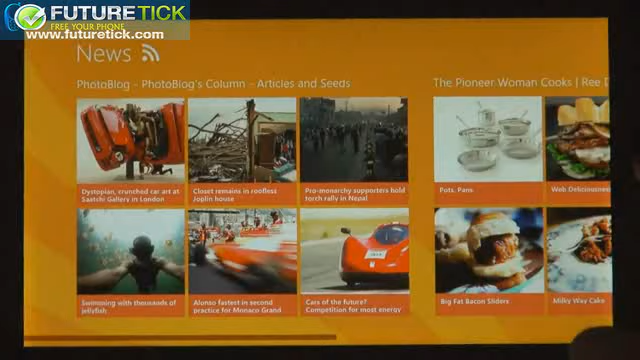 FUTURETICK
FREE YOUR PHONE
www.futuretick.com
News
PhotoBlog - PhotoBlog's Column - Articles and Seeds
The Pioneer Woman Cooks | Ree D
Dystopian, crunched car art at
Saatchi Gallery in London
Closet remains in roofless
Joplin house
Pro-monarchy supporters hold
torch rally in Nepal
Pots, Pans
Web Deliciousness
Swimming with thousands of
jellyfish
Alonso fastest in second
practice for Monaco Grand
Cars of the future?
Competition for most energy
Big Fat Bacon Sliders
Milky Way Cake